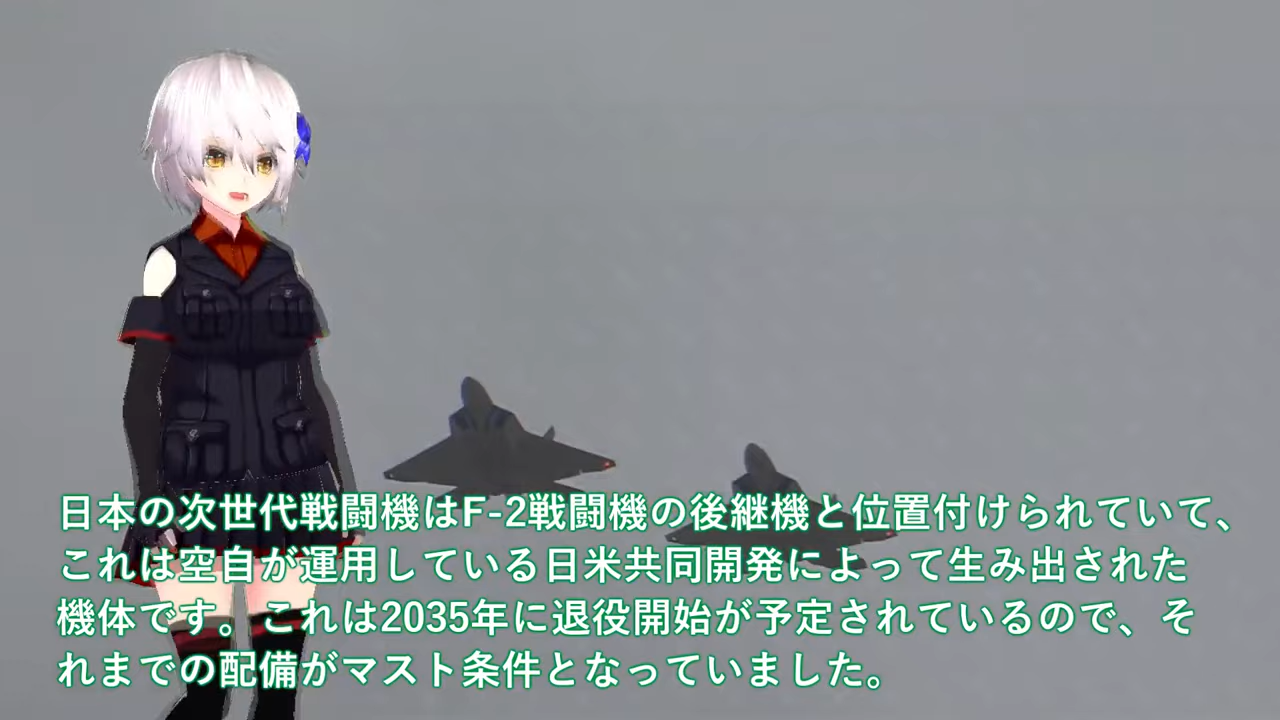 日本の次世代戦闘機はF-2戦闘機の後継機と位置付けられていて、
これは空自が運用している日米共同開発によって生み出された
機体です。これは2035年に退役開始が予定されているので、そ
れまでの配備がマスト条件となっていました。